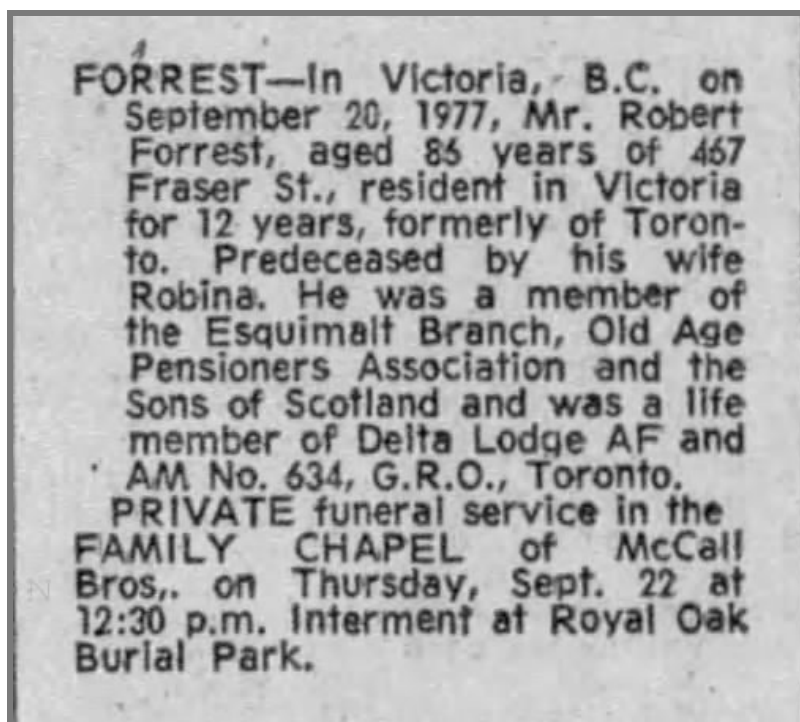 FORREST—In Victoria, B.C. on
September 20, 1977, Mr. Robert
Forrest, aged 86 years of 467
Fraser St., resident in Victoria
for 12 years, formerly of Toron-
to. Predeceased by his wife
Robina. He was a member of
the Esquimalt Branch, Old Age
Pensioners Association and the
Sons of Scotland and was a life
member of Delta Lodge AF and
AM No. 634, G.R.O., Toronto.
PRIVATE funeral service in the
FAMILY CHAPEL of McCall
Bros,. on Thursday, Sept. 22 at
12:30 p.m. Interment at Royal Oak
Burial Park.